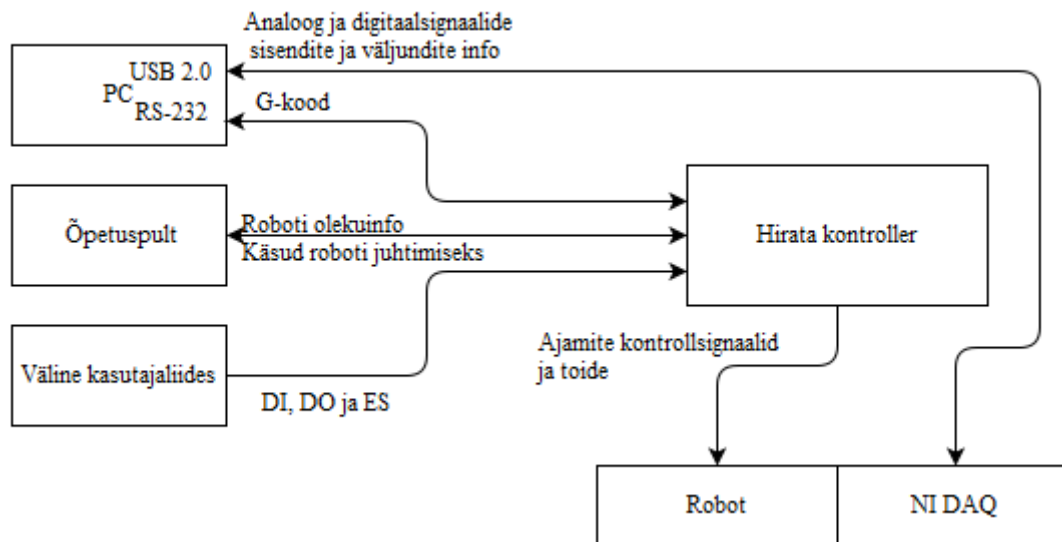 Analoog ja digitaalsignaalide
sisendite ja väljundite info
USB 2.0
PC
RS-232
G-kood
Õpetuspult
Roboti olekuinfo
Käsud roboti juhtimiseks
Hirata kontroller
Väline kasutajaliides
DI, DO ja ES
Ajamite kontrollsignaalid
ja toide
Robot
NI DAQ